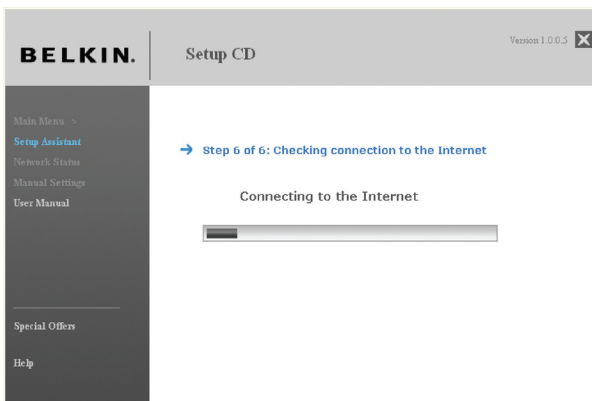 BELKIN.
Setup CD
Version 1.0.0.5
Main Menu >
Setup Assistant
Network Status
Manual Settings
User Manual
Special Offers
Help
Step 6 of 6: Checking connection to the Internet
Connecting to the Internet